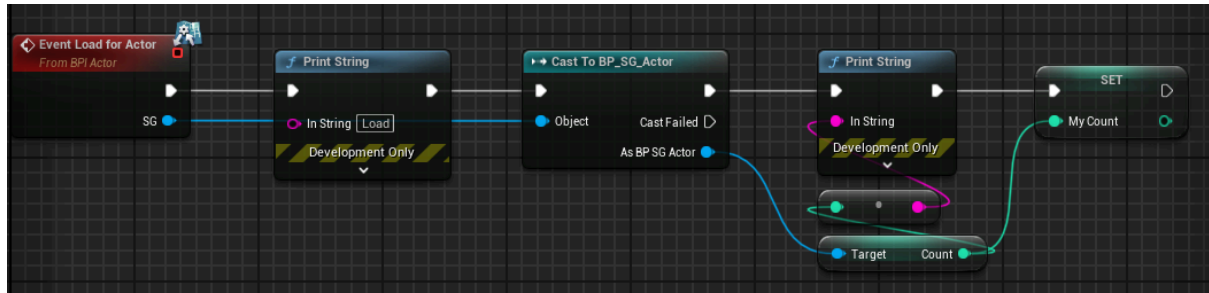 Event Load for Actor
From BPI Actor
SG
Print String
In String Load
Development Only
Cast To BP_SG_Actor
Object Cast Failed
As BP SG Actor
Print String
In String
Development Only
Target Count
SET
My Count